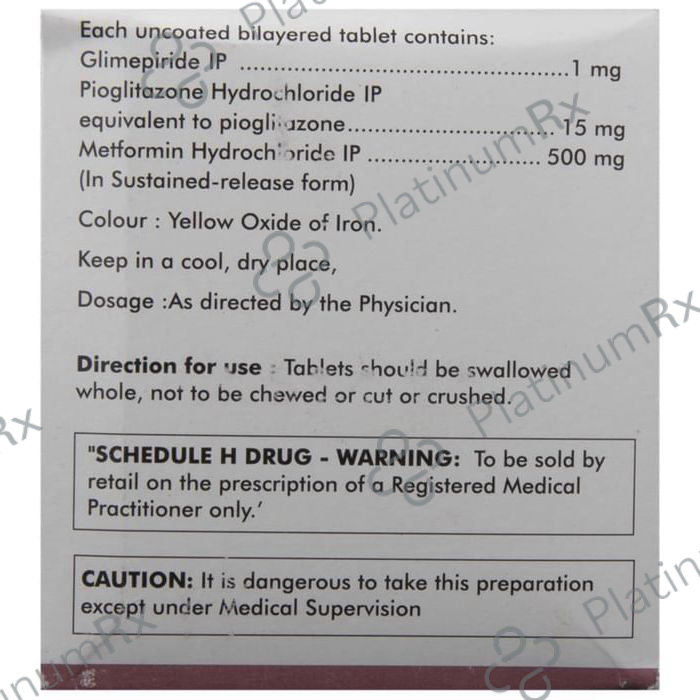 Each uncoated bilayered tablet contains:
Glimepiride IP ................................................1 mg
Pioglitazone Hydrochloride IP
equivalent to pioglitazone............................ 15 mg
Metformin Hydrochloride IP ....................... 500 mg
(In Sustained-release form)
Colour : Yellow Oxide of Iron.
Keep in a cool, dry place,
Dosage :As directed by the Physician.
Direction for use : Tablets should be swallowed
whole, not to be chewed or cut or crushed.
"SCHEDULE H DRUG - WARNING: To be sold by
retail on the prescription of a Registered Medical
Practitioner only.'
CAUTION: It is dangerous to take this preparation
except under Medical Supervision
PlatinumRx
PlatinumRx
PlatinumRx
PlatinumRx